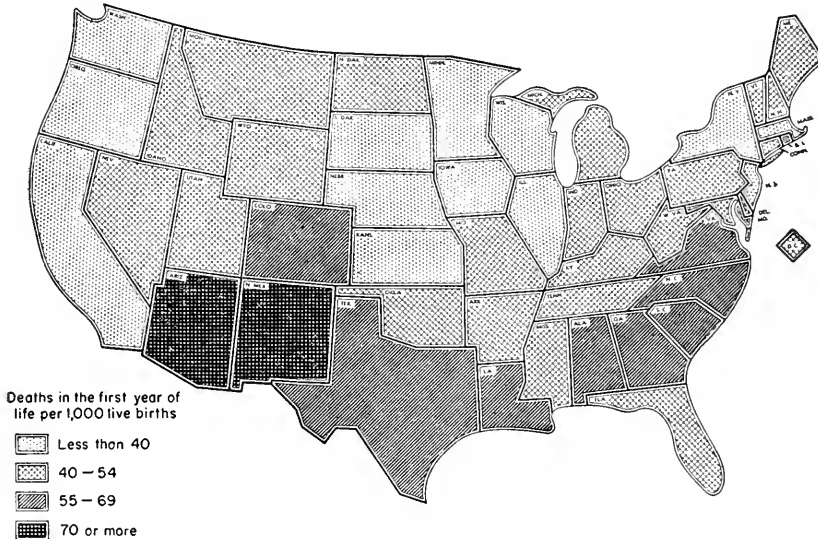 WASH.
MONT.
N. DAK.
MINN.
ME.
OREG.
MICH.
N.Y.
V T
N.H.
MASS.
WIS.
S. DAK.
WYO.
R. I.
CONN.
IDAHO
CALIF.
NEV.
UTAH
NEBR.
IOWA
PA.
N. J.
ILL.
IND.
OHIO
DEL.
MD.
COLO.
W. VA.
VA.
D. C.
KANS.
MO.
KY.
ARIZ.
N. MEX.
N. C.
TENN.
TEX.
OKLA.
ARK.
S. C.
MISS.
ALA.
GA.
LA.
Deaths in the first year of
life per 1,000 live births
Less than 40
40 – 54
55 – 69
70 or more